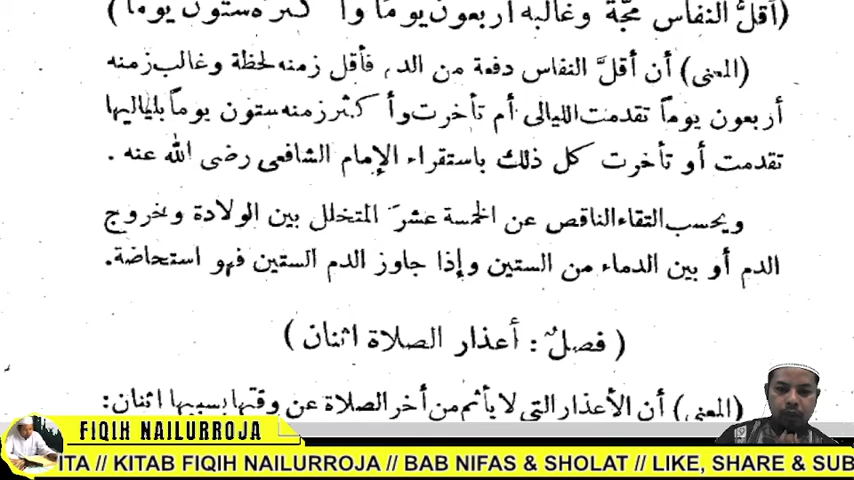 (أقلُّ النفاس مجّة وغالبه أربعون يوما وأكثره ستون يوما)
(المعنى) أن أقلَّ النفاس دفعة من الدم فأقل زمنه لحظة وغالب زمنه
أربعون يوماً تقدمت الليالى أم تأخرت وأكثر زمنه ستون يوماً بلياليها
تقدمت أو تأخرت كل ذلك باستقراء الإمام الشافعى رضى الله عنه .
ويحسب النقاء الناقص عن الخمسة عشرَ المتخلل بين الولادة وخروج
الدم أو بين الدماء من الستين وإذا جاوز الدم الستين فهو استحاضة.
(فصلٌ : أعذار الصلاة اثنان)
(المعنى) أن الأعذار التى لا يأثم من أخر الصلاة عن وقتها بسببها اثنان:
FIQIH NAILURROJA
ITA // KITAB FIQIH NAILURROJA // BAB NIFAS & SHOLAT // LIKE, SHARE & SUB